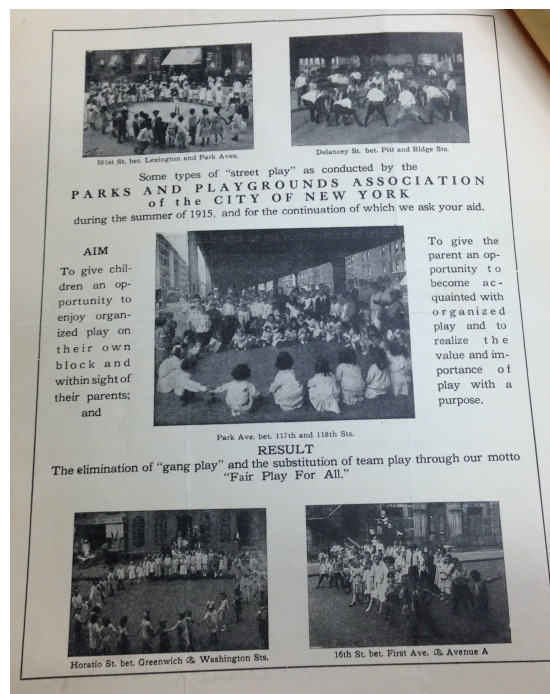 101st St. bet. Lexington and Park Aves.
Delancey St. bet. Pitt and Ridge Sts.
Some types of "street play" as conducted by the
PARKS AND PLAYGROUNDS ASSOCIATION
of the CITY OF NEW YORK
during the summer of 1915, and for the continuation of which we ask your aid.
AIM
To give chil-
dren an op-
portunity to
enjoy organ-
ized play on
their own
block and
within sight of
their parents;
and
To give the
parent an op-
portunity to
become ac-
quainted with
organized
play and to
realize the
value and im-
portance of
play with a
purpose.
Park Ave. bet. 117th and 118th Sts.
RESULT
The elimination of "gang play" and the substitution of team play through our motto
"Fair Play For All."
Horatio St. bet. Greenwich & Washington Sts.
16th St. bet. First Ave. & Avenue A